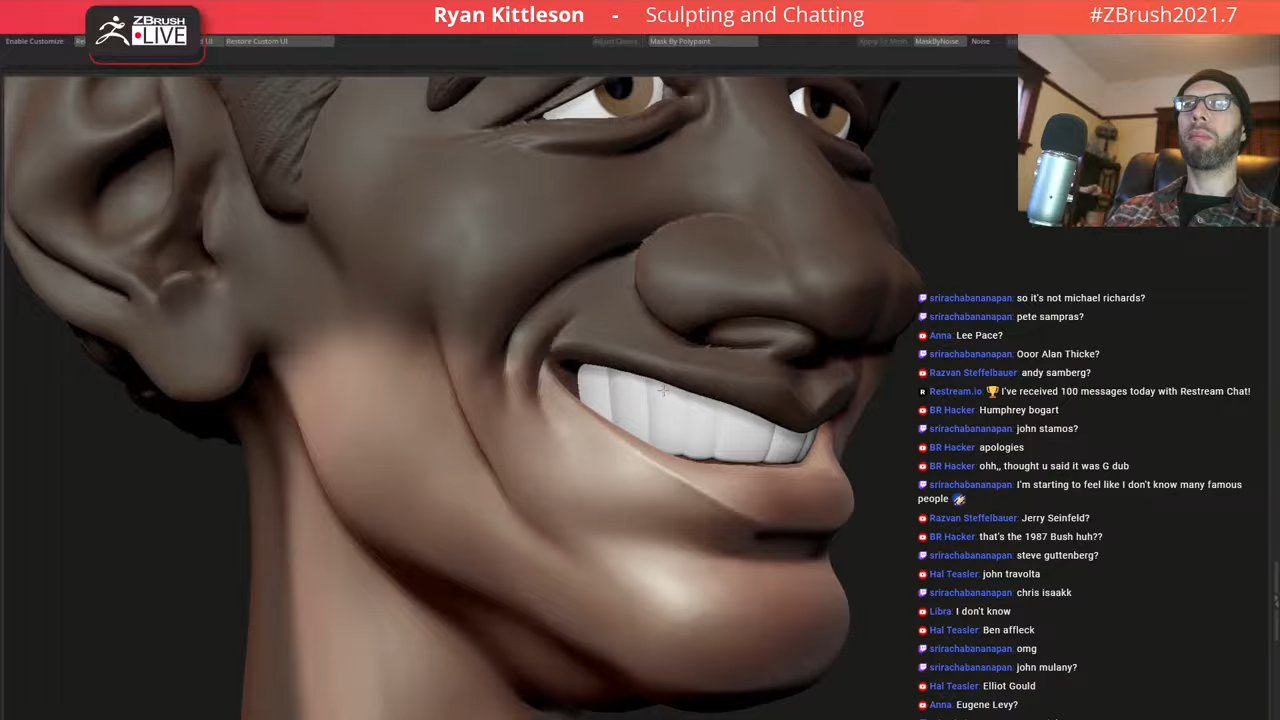 Ryan Kittleson - Sculpting and Chatting #ZBrush2021.7
ZBRUSH
LIVE
Enable Customize Restore Custom UI Mask By Polypaint MaskByNoise Noise
srirachabananapan: so it's not michael richards?
srirachabananapan: pete sampras?
Anna: Lee Pace?
srirachabananapan: Ooor Alan Thicke?
Razvan Steffelbauer: andy samberg?
Restream.io: 🏆 I've received 100 messages today with Restream Chat!
BR Hacker: Humphrey bogart
srirachabananapan: john stamos?
BR Hacker: apologies
BR Hacker: ohh,, thought u said it was G dub
srirachabananapan: I'm starting to feel like I don't know many famous
people
Razvan Steffelbauer: Jerry Seinfeld?
BR Hacker: that's the 1987 Bush huh??
srirachabananapan: steve guttenberg?
Hal Teasler: john travolta
srirachabananapan: chris isaakk
Libra: I don't know
Hal Teasler: Ben affleck
srirachabananapan: omg
srirachabananapan: john mulany?
Hal Teasler: Elliot Gould
Anna: Eugene Levy?